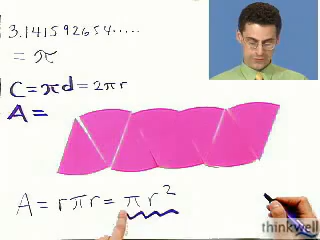 3.141592654.....
= π
C = πd = 2πr
A =
A = rπr = πr²
thinkwell